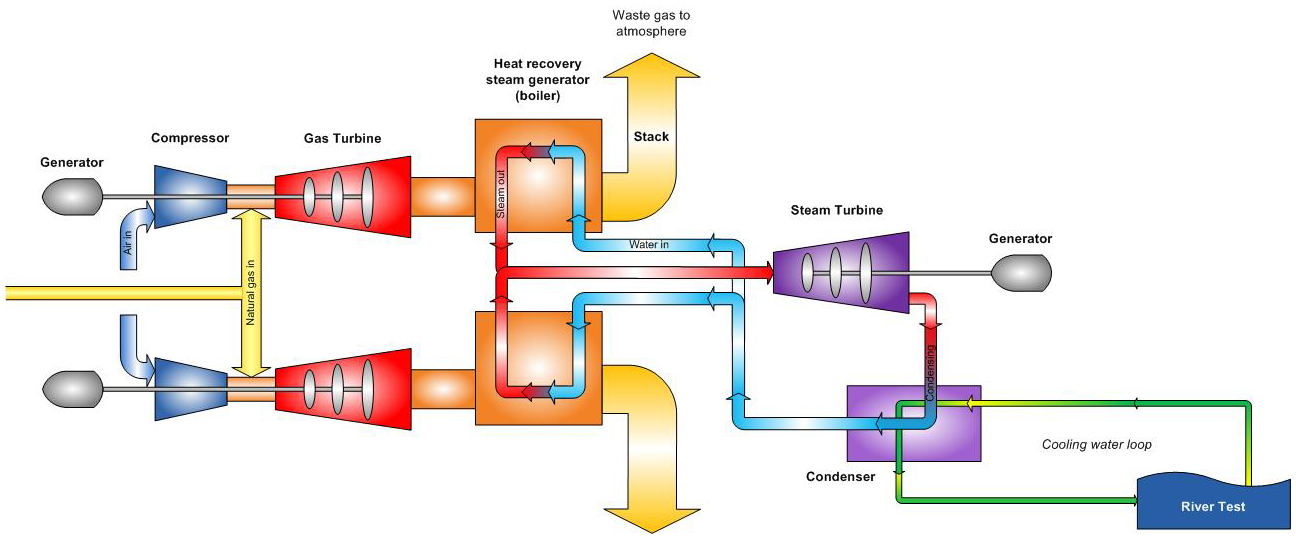 Waste gas to
atmosphere
Heat recovery
steam generator
(boiler)
Stack
Compressor
Gas Turbine
Generator
Steam out
Air in
Water in
Natural gas in
Steam Turbine
Generator
Condensing
Cooling water loop
Condenser
River Test